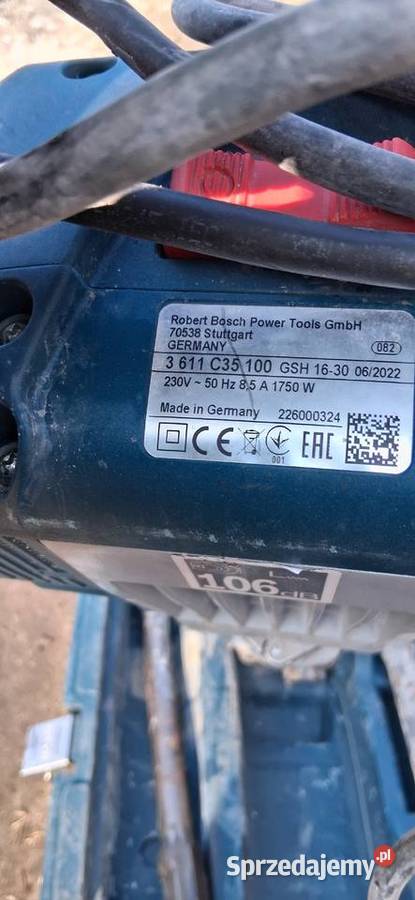 Robert Bosch Power Tools GmbH
70538 Stuttgart
GERMANY 082
3 611 C35 100 GSH 16-30 06/2022
230V ~ 50 Hz 8,5 A 1750 W
Made in Germany 226000324
CE EAC
001
106 dB
Sprzedajemy.pl